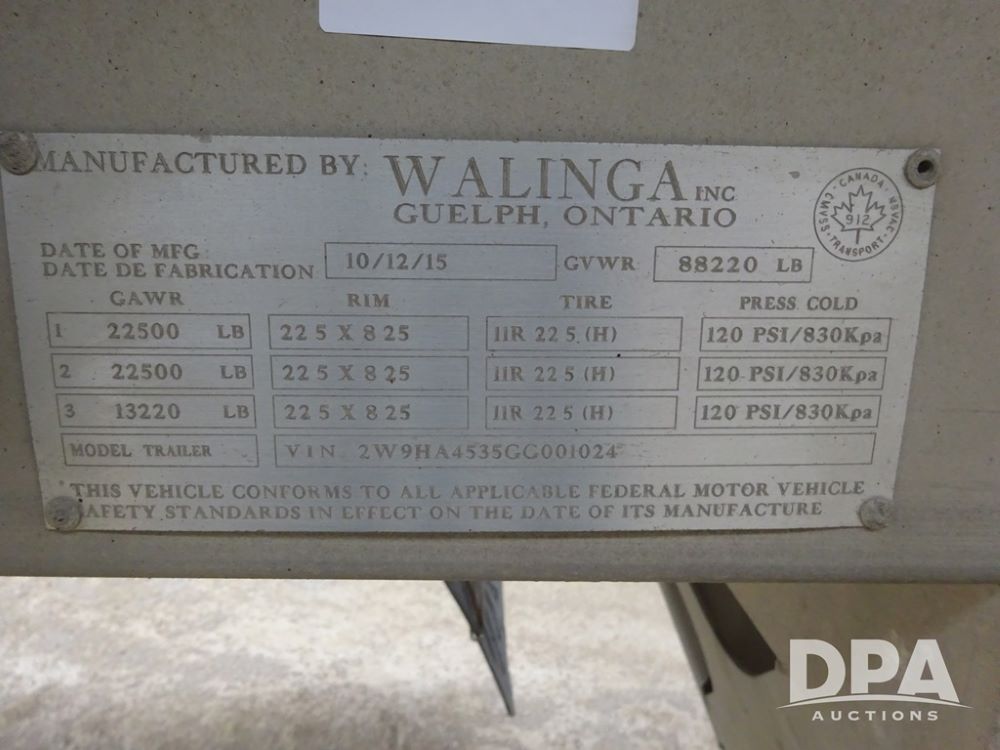 MANUFACTURED BY: WALINGA INC
GUELPH, ONTARIO
CANADA
CMVSS NSVAC
912
TRANSPORT
DATE OF MFG
DATE DE FABRICATION 10/12/15 GVWR 88220 LB
GAWR RIM TIRE PRESS COLD
1 22500 LB 22 5 X 8 25 11R 22 5 (H) 120 PSI/830Kpa
2 22500 LB 22 5 X 8 25 11R 22 5 (H) 120 PSI/830Kpa
3 13220 LB 22 5 X 8 25 11R 22 5 (H) 120 PSI/830Kpa
MODEL TRAILER VIN 2W9HA4535GG001024
THIS VEHICLE CONFORMS TO ALL APPLICABLE FEDERAL MOTOR VEHICLE
SAFETY STANDARDS IN EFFECT ON THE DATE OF ITS MANUFACTURE
DPA
AUCTIONS